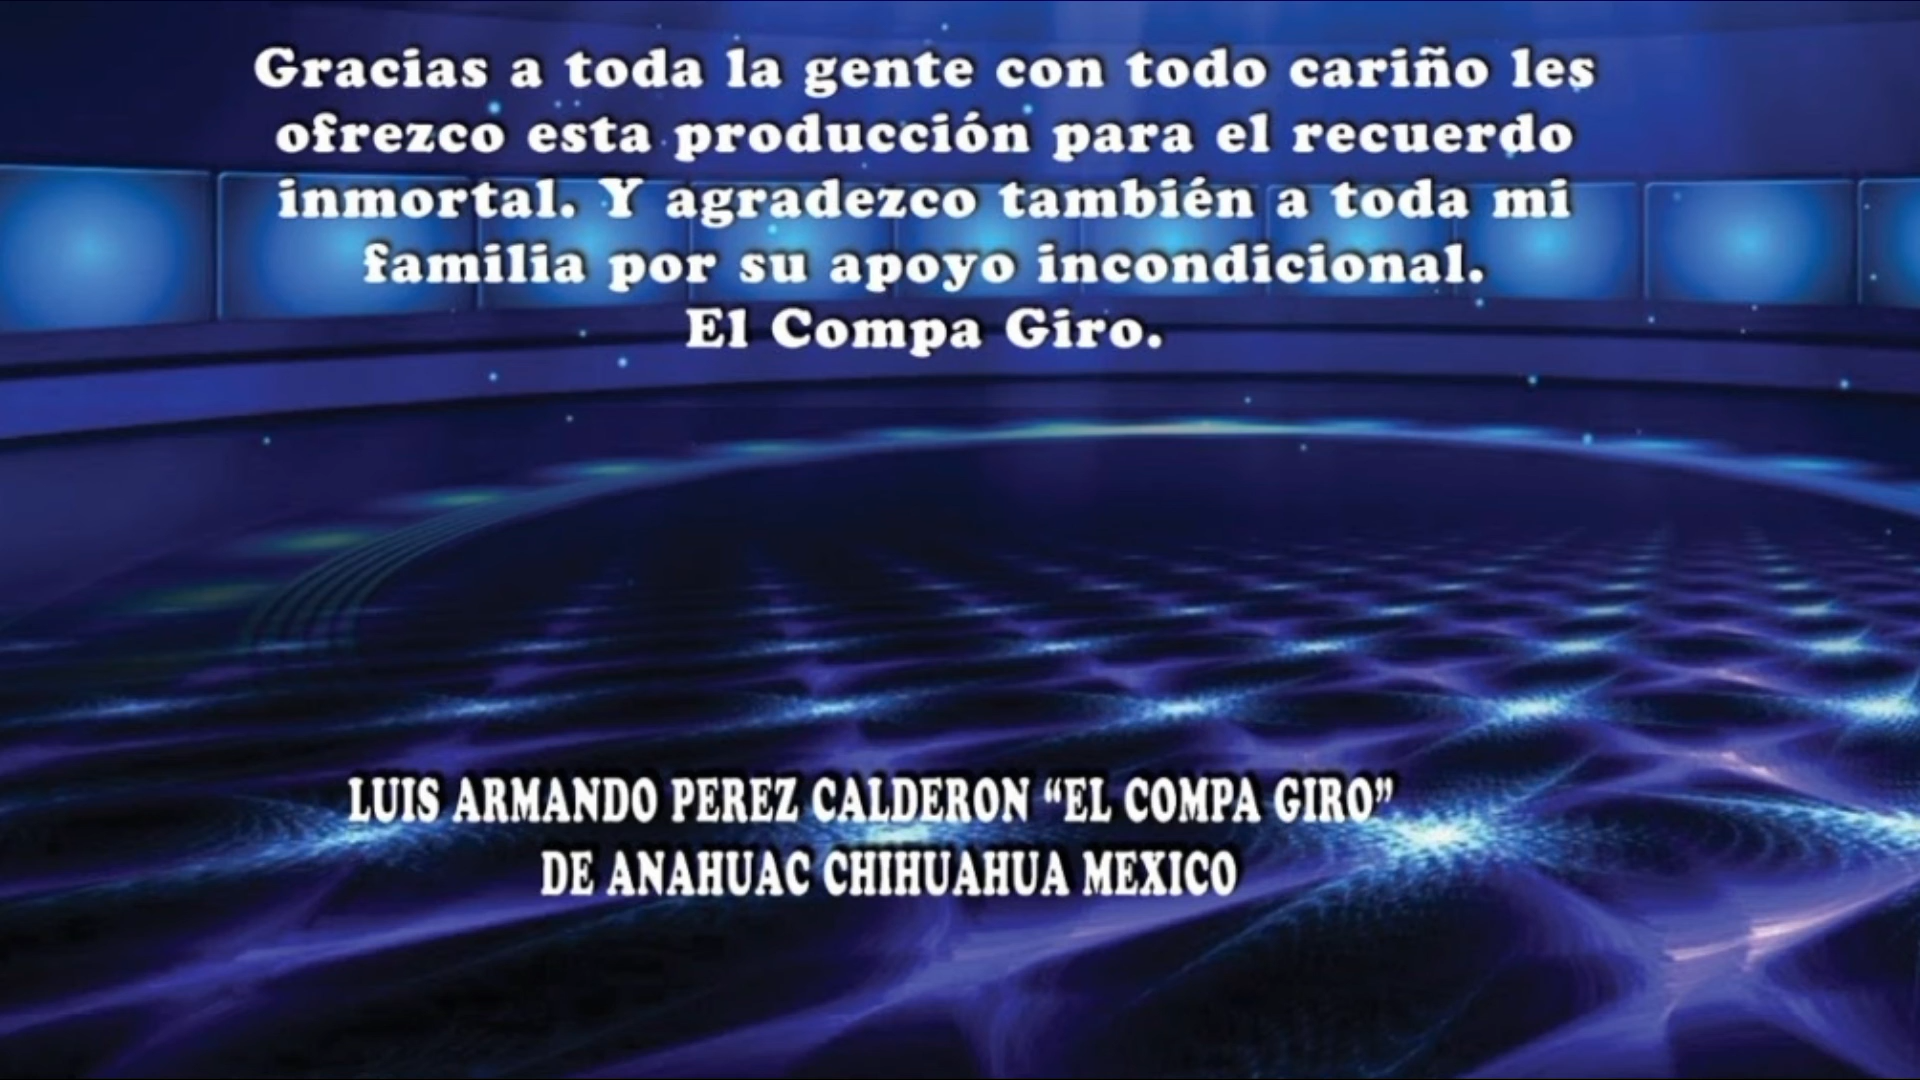 Gracias a toda la gente con todo cariño les
ofrezco esta producción para el recuerdo
inmortal. Y agradezco también a toda mi
familia por su apoyo incondicional.
El Compa Giro.
LUIS ARMANDO PEREZ CALDERON “EL COMPA GIRO”
DE ANAHUAC CHIHUAHUA MEXICO